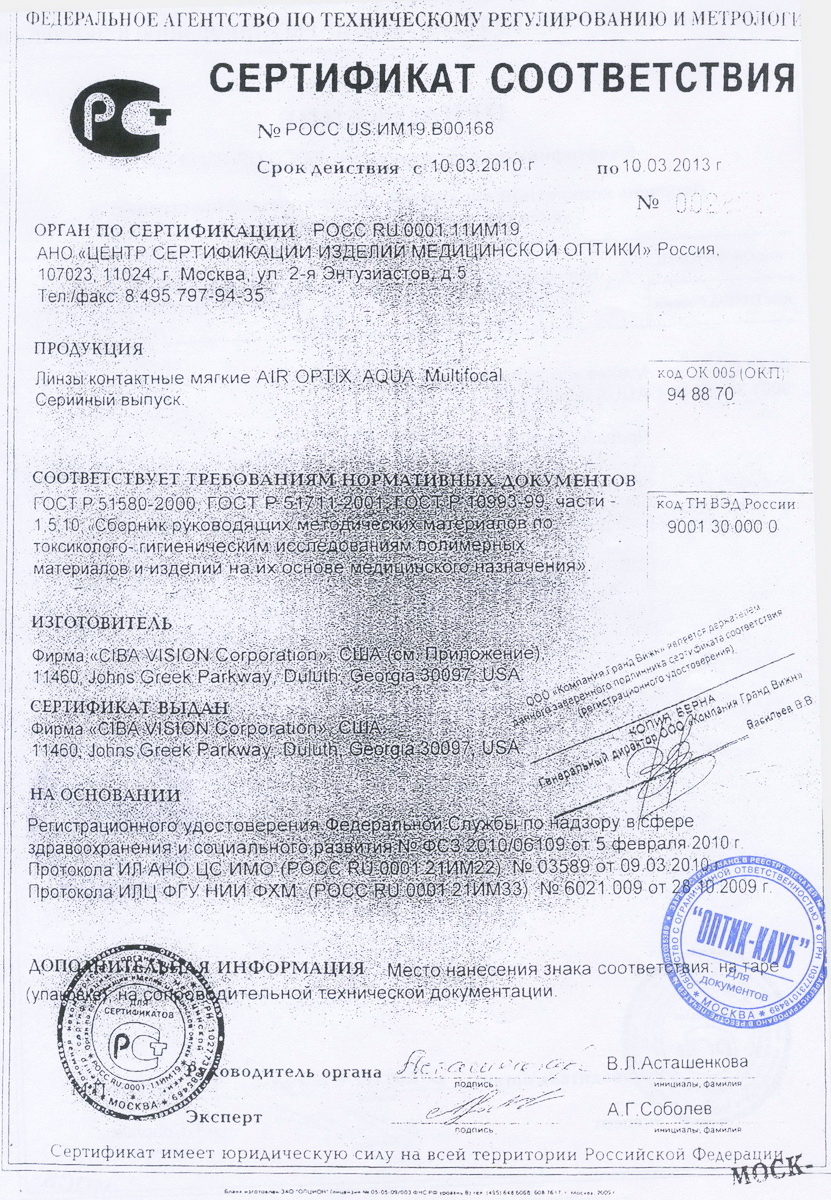 ФЕДЕРАЛЬНОЕ АГЕНТСТВО ПО ТЕХНИЧЕСКОМУ РЕГУЛИРОВАНИЮ И МЕТРОЛОГИ
СЕРТИФИКАТ СООТВЕТСТВИЯ
№ РОСС US.ИМ19.В00168
Срок действия с 10.03.2010 г по 10.03.2013 г
№
ОРГАН ПО СЕРТИФИКАЦИИ РОСС RU.0001.11ИМ19
АНО «ЦЕНТР СЕРТИФИКАЦИИ ИЗДЕЛИЙ МЕДИЦИНСКОЙ ОПТИКИ» Россия,
107023, 11024, г. Москва, ул. 2-я Энтузиастов, д.5
Тел./факс: 8.495.797-94-35
ПРОДУКЦИЯ
Линзы контактные мягкие AIR OPTIX AQUA Multifocal
Серийный выпуск.
код ОК 005 (ОКП)
94 88 70
СООТВЕТСТВУЕТ ТРЕБОВАНИЯМ НОРМАТИВНЫХ ДОКУМЕНТОВ
ГОСТ Р 51580-2000, ГОСТ Р 51711-2001, ГОСТ Р 10993-99, части -
1,5,10, «Сборник руководящих методических материалов по
токсиколого- гигиеническим исследованиям полимерных
материалов и изделий на их основе медицинского назначения».
код ТН ВЭД России
9001 30 000 0
ИЗГОТОВИТЕЛЬ
Фирма «CIBA VISION Corporation», США (см. Приложение),
11460, Johns Greek Parkway, Duluth, Georgia 30097, USA.
СЕРТИФИКАТ ВЫДАН
Фирма «CIBA VISION Corporation», США,
11460, Johns Greek Parkway, Duluth, Georgia 30097, USA
ООО «Компания Гранд Вижн» является держателем
данного заверенного подлинника сертификата соответствия
(регистрационного удостоверения).
КОПИЯ ВЕРНА
Генеральный директор ООО «Компания Гранд Вижн»
Васильев В.В.
НА ОСНОВАНИИ
Регистрационного удостоверения Федеральной Службы по надзору в сфере
здравоохранения и социального развития № ФСЗ 2010/06109 от 5 февраля 2010 г.
Протокола ИЛ АНО ЦС ИМО (РОСС RU.0001.21ИМ22) № 03589 от 09.03.2010
Протокола ИЛЦ ФГУ НИИ ФХМ (РОСС RU.0001.21ИМ33) № 6021.009 от 28.10.2009 г.
"ОПТИК-КЛУБ"
Для
документов
МОСКВА
ДОПОЛНИТЕЛЬНАЯ ИНФОРМАЦИЯ Место нанесения знака соответствия: на таре
(упаковке), на сопроводительной технической документации.
ДЛЯ
СЕРТИФИКАТОВ
РОСС RU.0001.11ИМ19
МОСКВА
Руководитель органа
подпись
В.Л.Асташенкова
инициалы, фамилия
Эксперт
подпись
А.Г.Соболев
инициалы, фамилия
Сертификат имеет юридическую силу на всей территории Российской Федерации
МОСК-